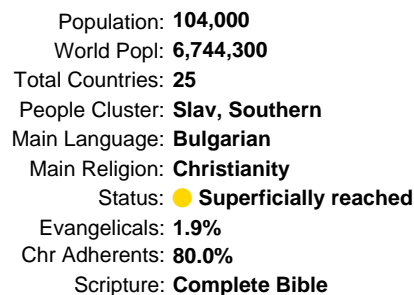 Population: 104,000
World Popl: 6,744,300
Total Countries: 25
People Cluster: Slav, Southern
Main Language: Bulgarian
Main Religion: Christianity
Status: Superficially reached
Evangelicals: 1.9%
Chr Adherents: 80.0%
Scripture: Complete Bible